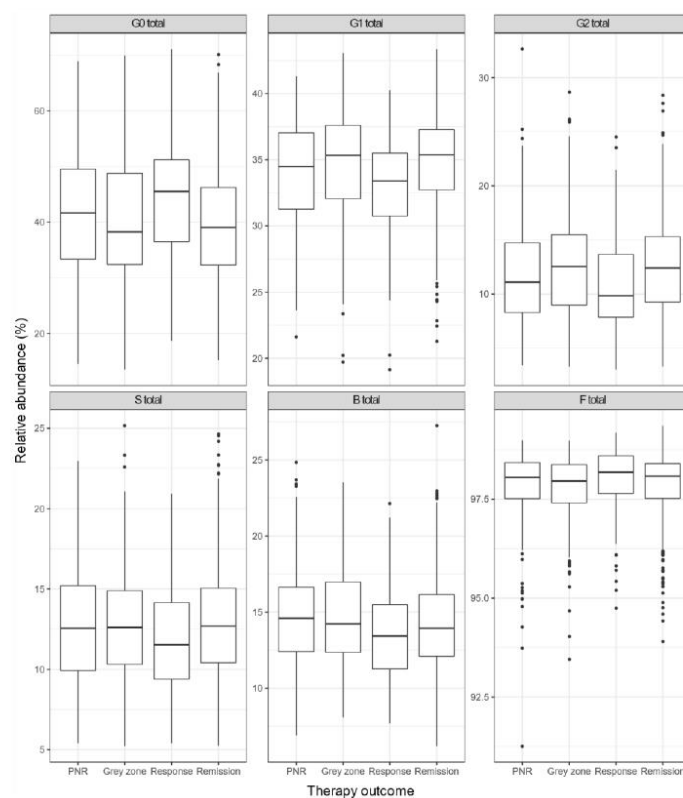 G0 total
G1 total
G2 total
60
40
20
40
35
30
25
20
30
20
10
Relative abundance (%)
S total
B total
F total
25
20
15
10
5
25
20
15
10
97.5
95.0
92.5
PNR Grey zone Response Remission
PNR Grey zone Response Remission
PNR Grey zone Response Remission
Therapy outcome